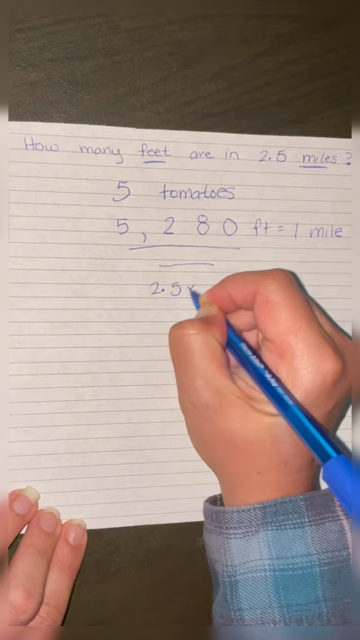 How many feet are in 2.5 miles?
5 tomatoes
5,280 ft = 1 mile
2.5 x